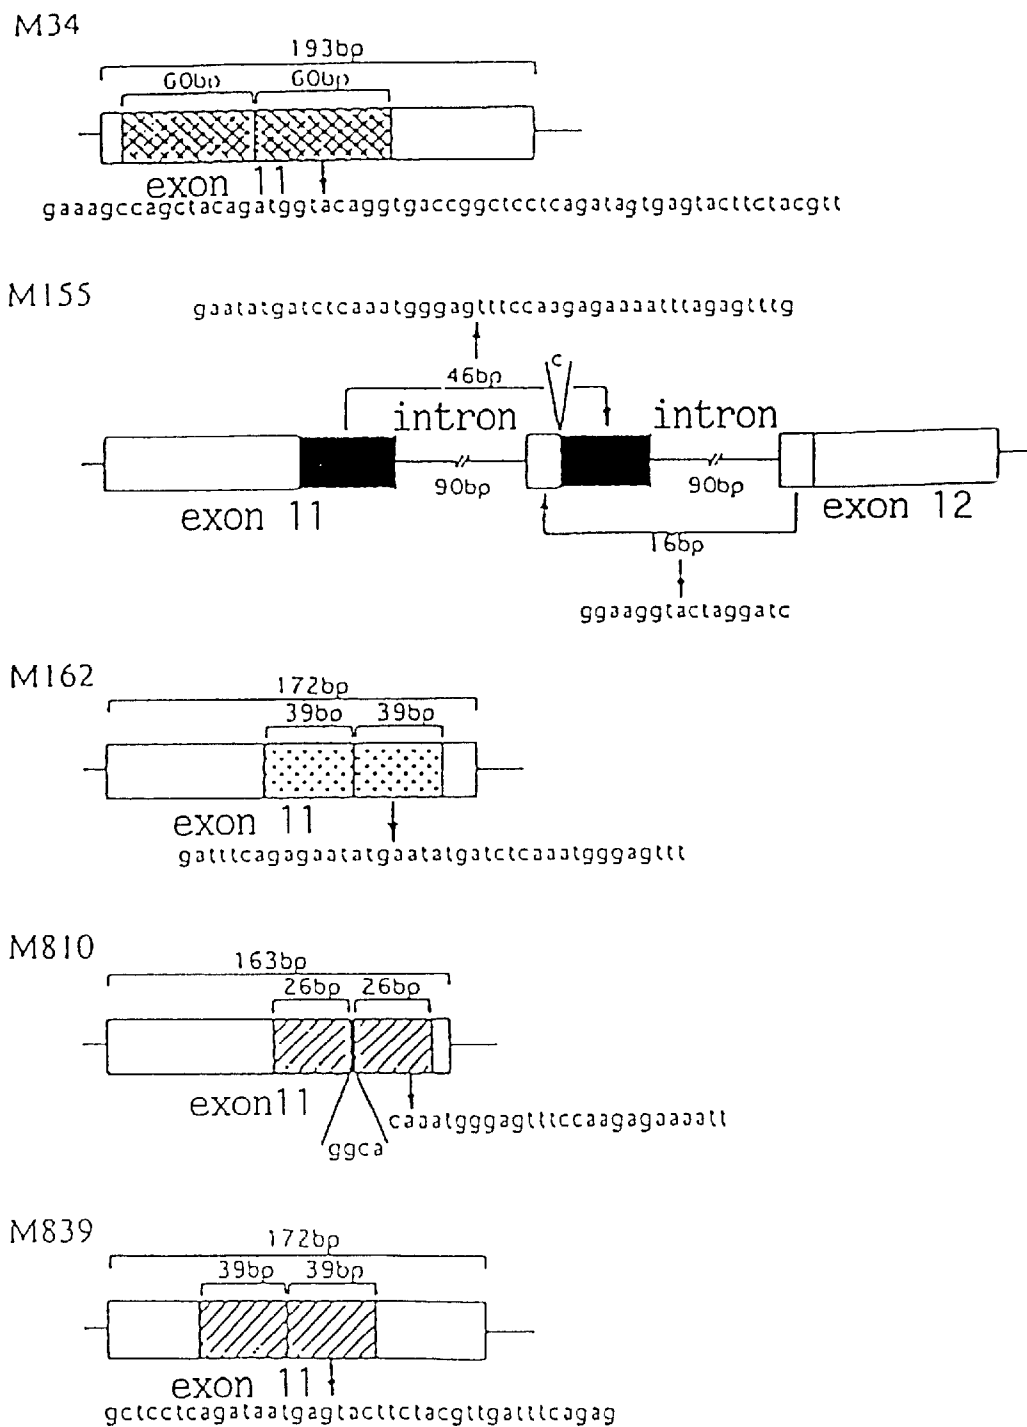 M34
193bp
60bp 60bp
exon 11
gaaagccagctacagatggtacaggtgaccggctcctcagatagtgagtacttctacgtt
M155
gaatatgatctcaaatgggagtttccaagagaaaatttagagtttg
c
46bp
intron intron
90bp 90bp
exon 11 exon 12
16bp
ggaaggtactaggatc
M162
172bp
39bp 39bp
exon 11
gatttcagagaatatgaatatgatctcaaatgggagttt
M810
163bp
26bp 26bp
exon11
caaatgggagtttccaagagaaaatt
ggca
M839
172bp
39bp 39bp
exon 11
gctcctcagataatgagtacttctacgttgatttcagag